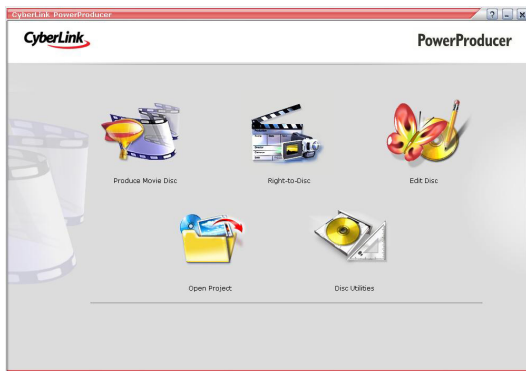 CyberLink PowerProducer
CyberLink
PowerProducer
Produce Movie Disc
Right-to-Disc
Edit Disc
Open Project
Disc Utilities